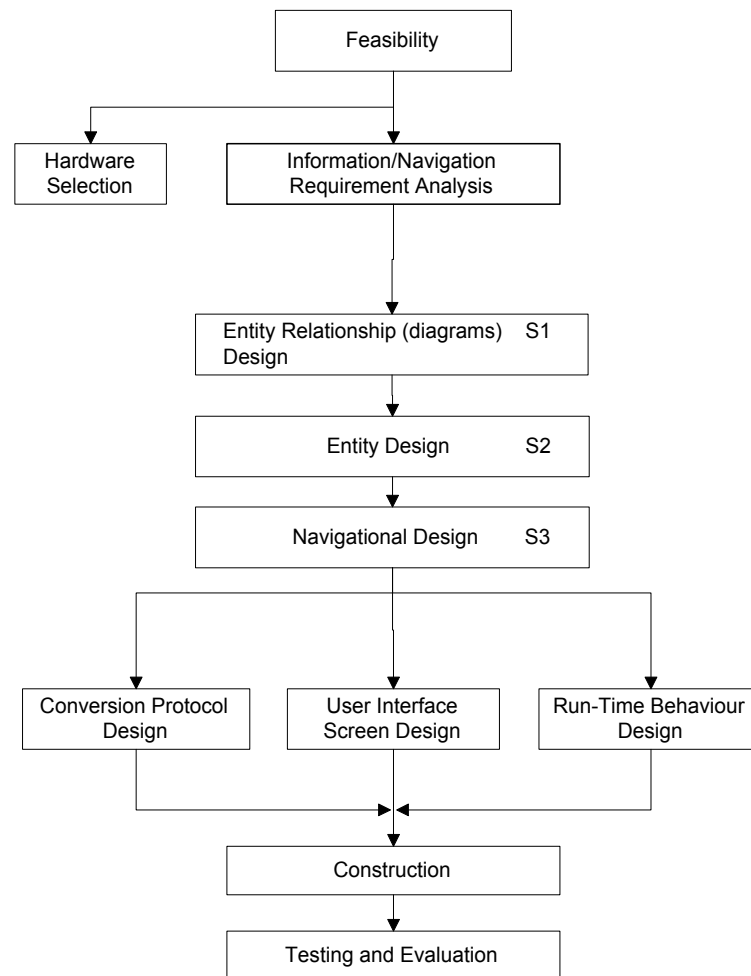 Feasibility
Hardware
Selection
Information/Navigation
Requirement Analysis
Entity Relationship (diagrams) S1
Design
Entity Design S2
Navigational Design S3
Conversion Protocol
Design
User Interface
Screen Design
Run-Time Behaviour
Design
Construction
Testing and Evaluation